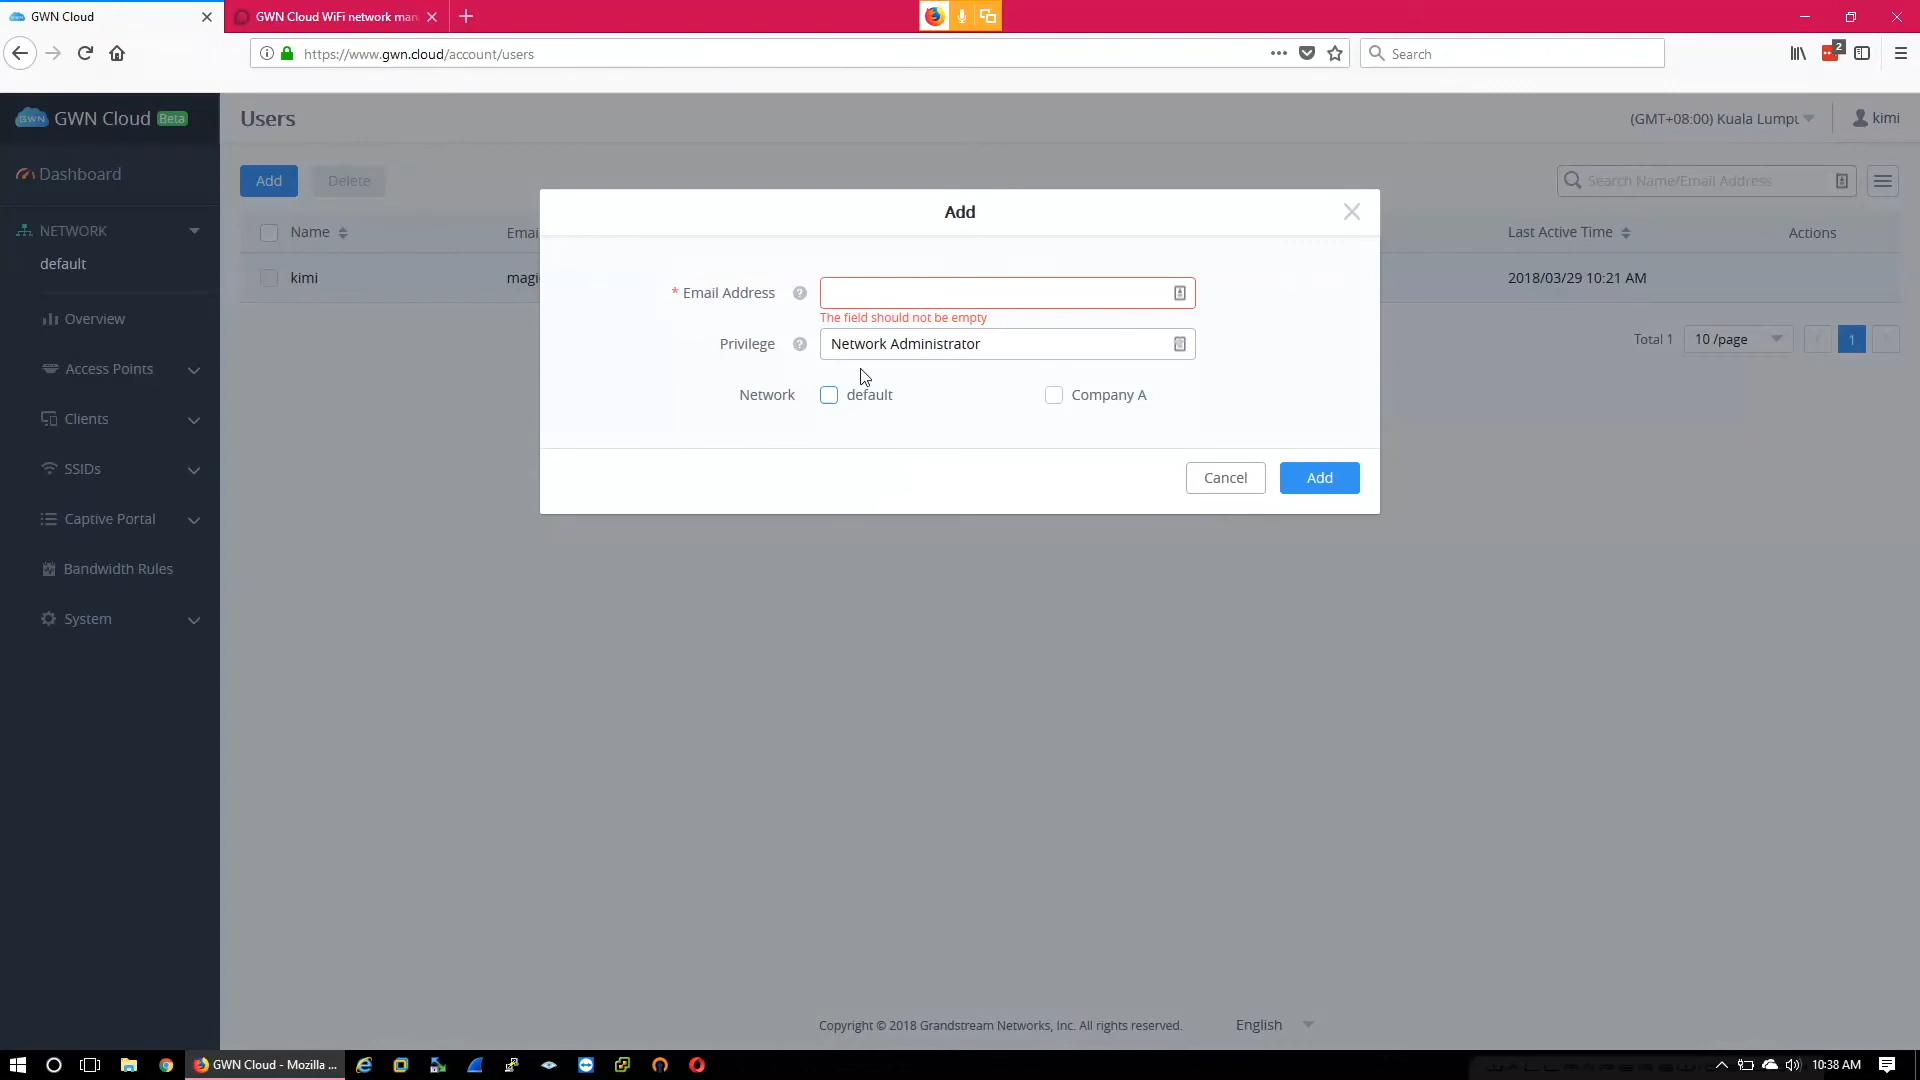 GWN Cloud
GWN Cloud WiFi network man
https://www.gwn.cloud/account/users
Search
2
GWN
GWN Cloud Beta
Users
(GMT+08:00) Kuala Lumpu
kimi
Dashboard
Add
Delete
Search Name/Email Address
NETWORK
default
Name
Emai
Last Active Time
Actions
kimi
magi
2018/03/29 10:21 AM
Total 1
10 /page
1
Overview
Access Points
Clients
SSIDs
Captive Portal
Bandwidth Rules
System
Add
* Email Address
The field should not be empty
Privilege
Network Administrator
Network
default
Company A
Cancel
Add
Copyright © 2018 Grandstream Networks, Inc. All rights reserved.
English
GWN Cloud - Mozilla ...
10:38 AM